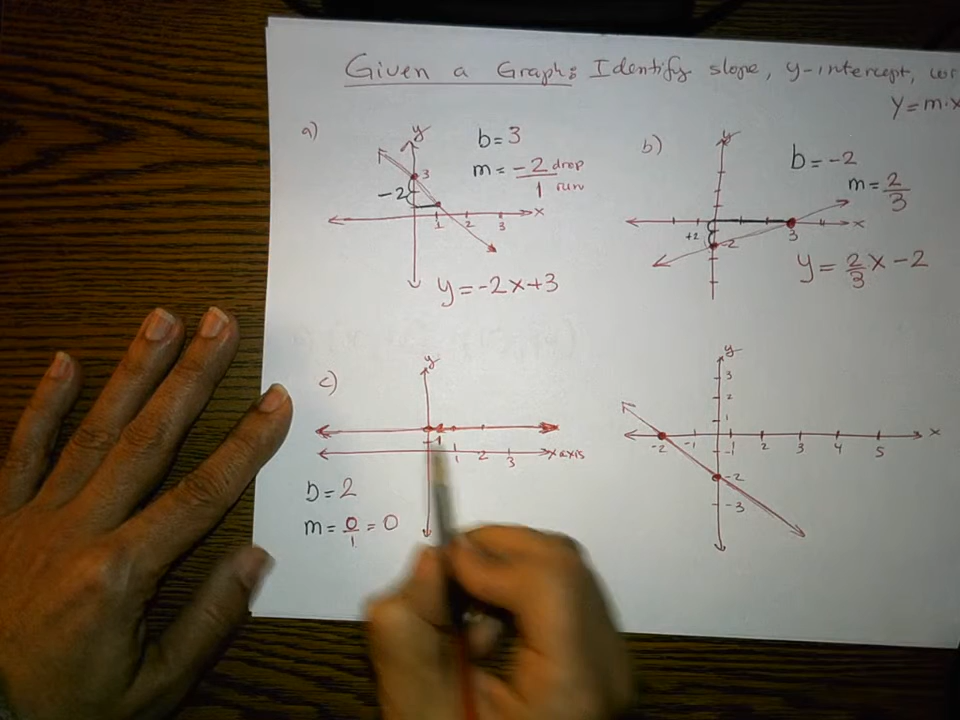 Given a Graph: Identify slope, y-intercept,
y = m·x
a)
y
b = 3
m = -2 drop
1 run
3
-2
1 2 3 x
y = -2x+3
b)
y
b = -2
m = 2/3
x
+2
-2
3
y = 2/3 x - 2
c)
y
1
1 2 3 x axis
b = 2
m = 0/1 = 0
y
3
2
1
-2 -1 1 2 3 4 5 x
-2
-3